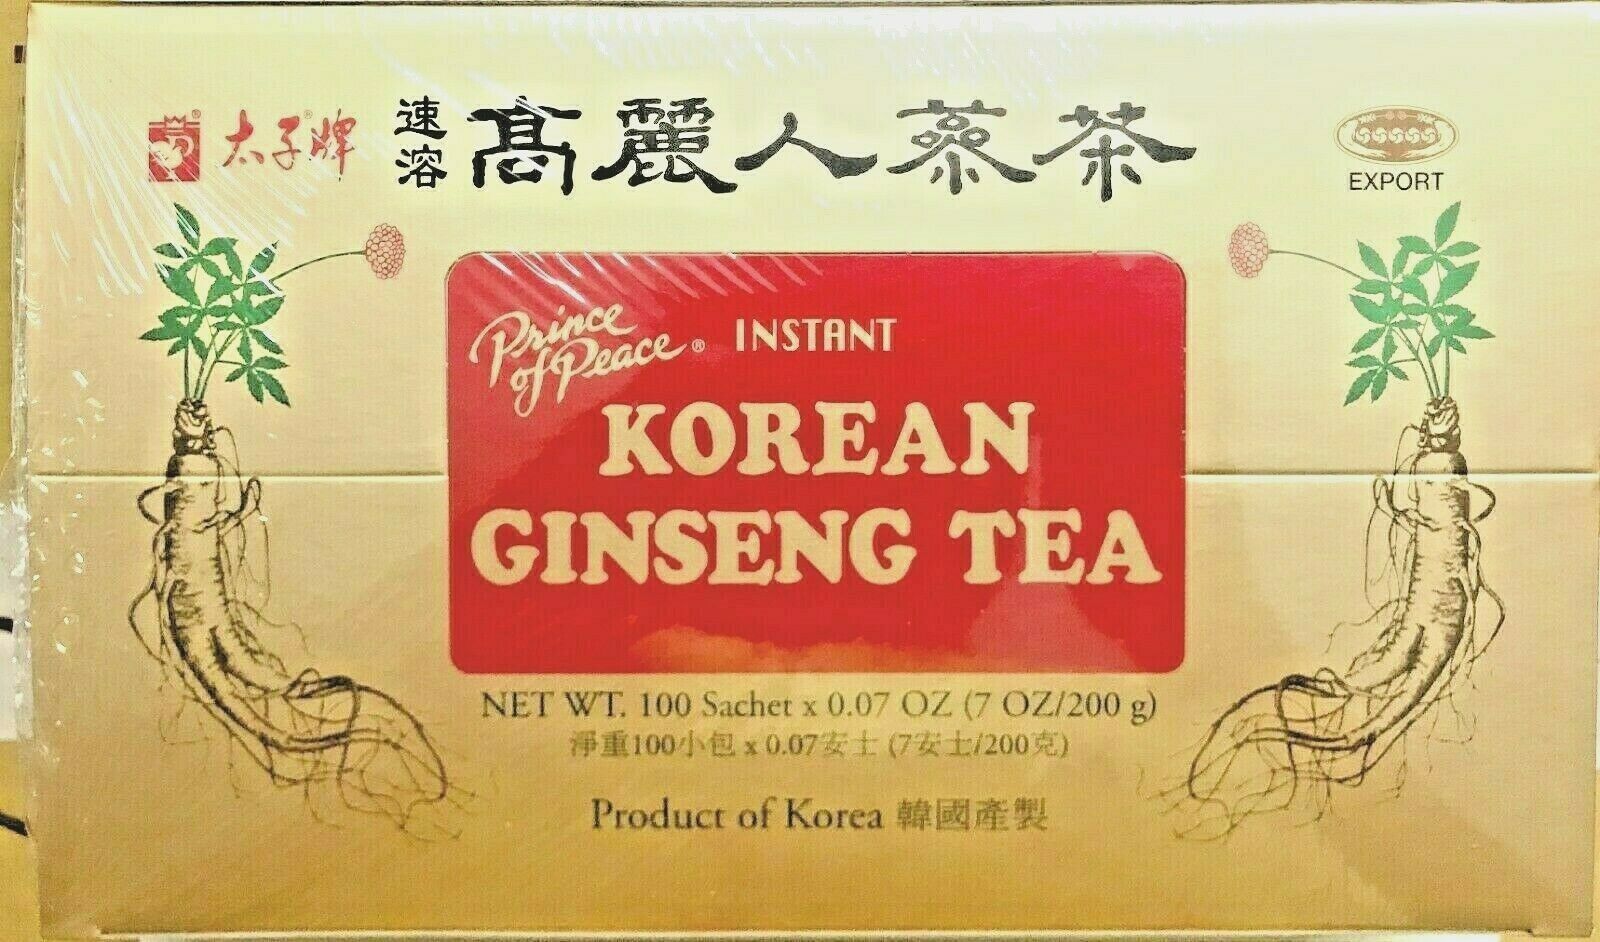 太子牌®
速溶 高麗人蔘茶
EXPORT
Prince of Peace® INSTANT
KOREAN
GINSENG TEA
NET WT. 100 Sachet x 0.07 OZ (7 OZ/200 g)
淨重100小包 x 0.07安士 (7安士/200克)
Product of Korea 韓國產製